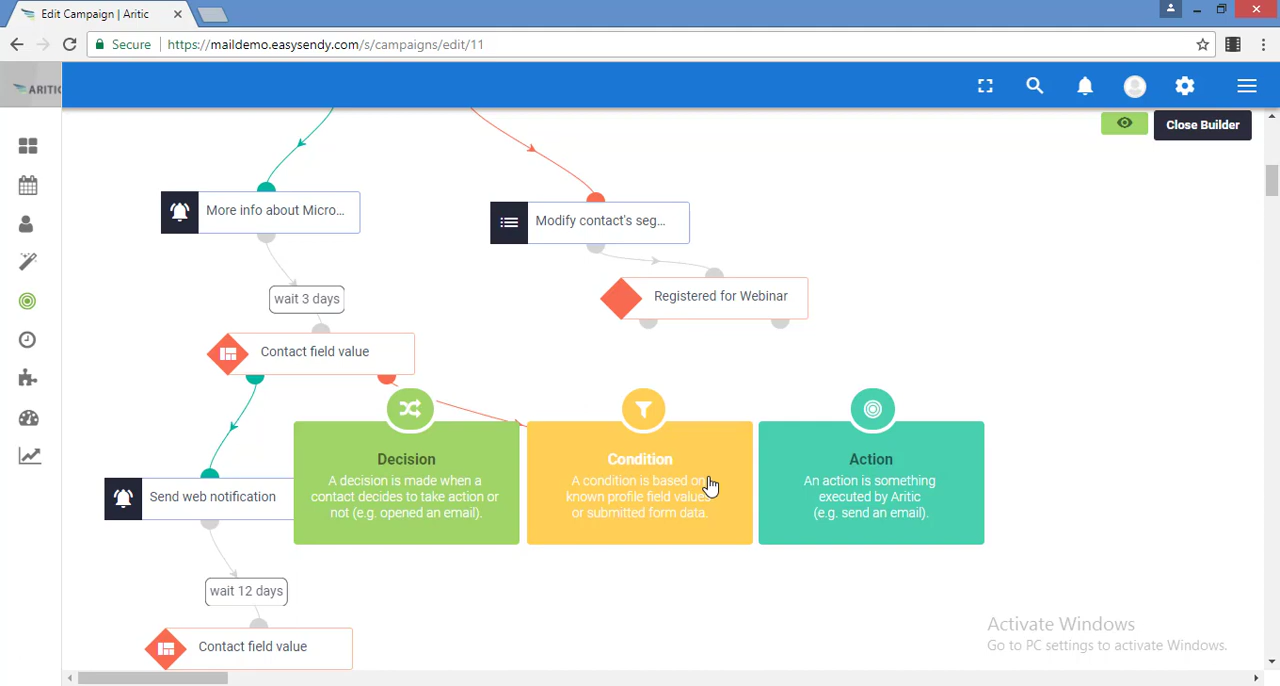 Edit Campaign | Aritic
Secure
https://maildemo.easysendy.com/s/campaigns/edit/11
ARITIC
Close Builder
More info about Micro...
Modify contact's seg...
wait 3 days
Registered for Webinar
Contact field value
Decision
A decision is made when a
contact decides to take action or
not (e.g. opened an email).
Condition
A condition is based on
known profile field values
or submitted form data.
Action
An action is something
executed by Aritic
(e.g. send an email).
Send web notification
wait 12 days
Contact field value
Activate Windows
Go to PC settings to activate Windows.